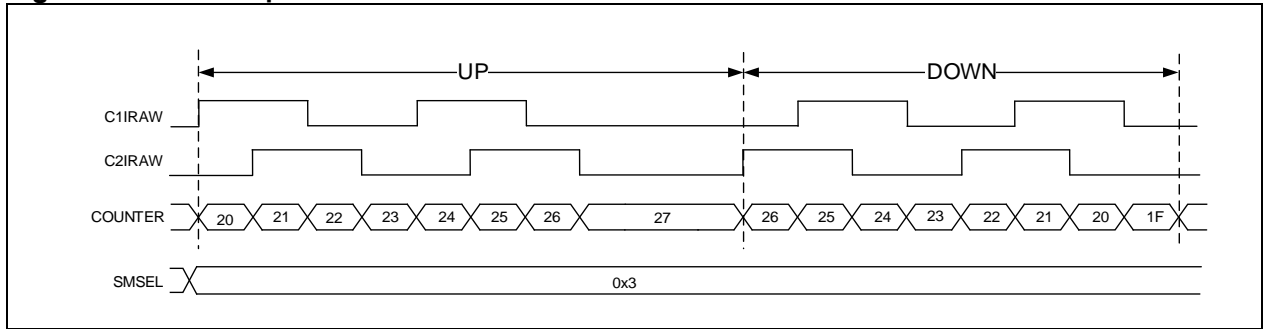 UP DOWN
C1IRAW
C2IRAW
COUNTER 20 21 22 23 24 25 26 27 26 25 24 23 22 21 20 1F
SMSEL 0x3